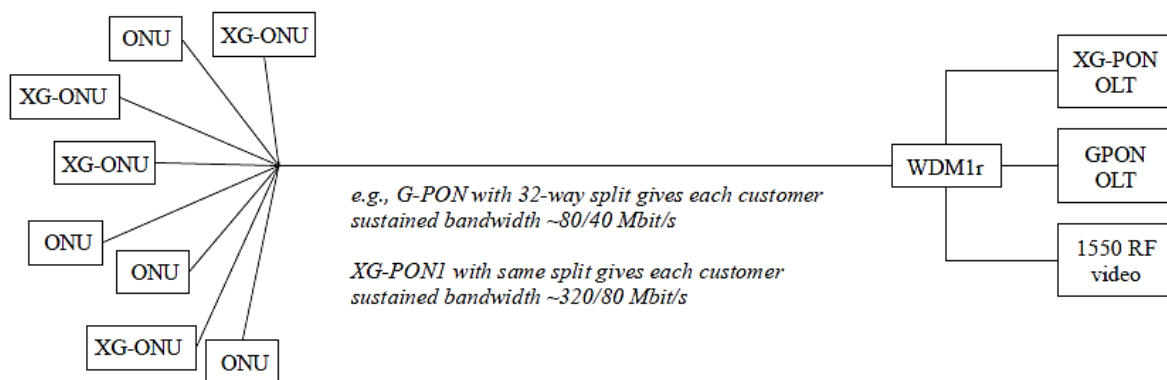 ONU
XG-ONU
XG-ONU
XG-ONU
ONU
ONU
XG-ONU
ONU
e.g., G-PON with 32-way split gives each customer
sustained bandwidth ~80/40 Mbit/s
XG-PON1 with same split gives each customer
sustained bandwidth ~320/80 Mbit/s
WDM1r
XG-PON
OLT
GPON
OLT
1550 RF
video